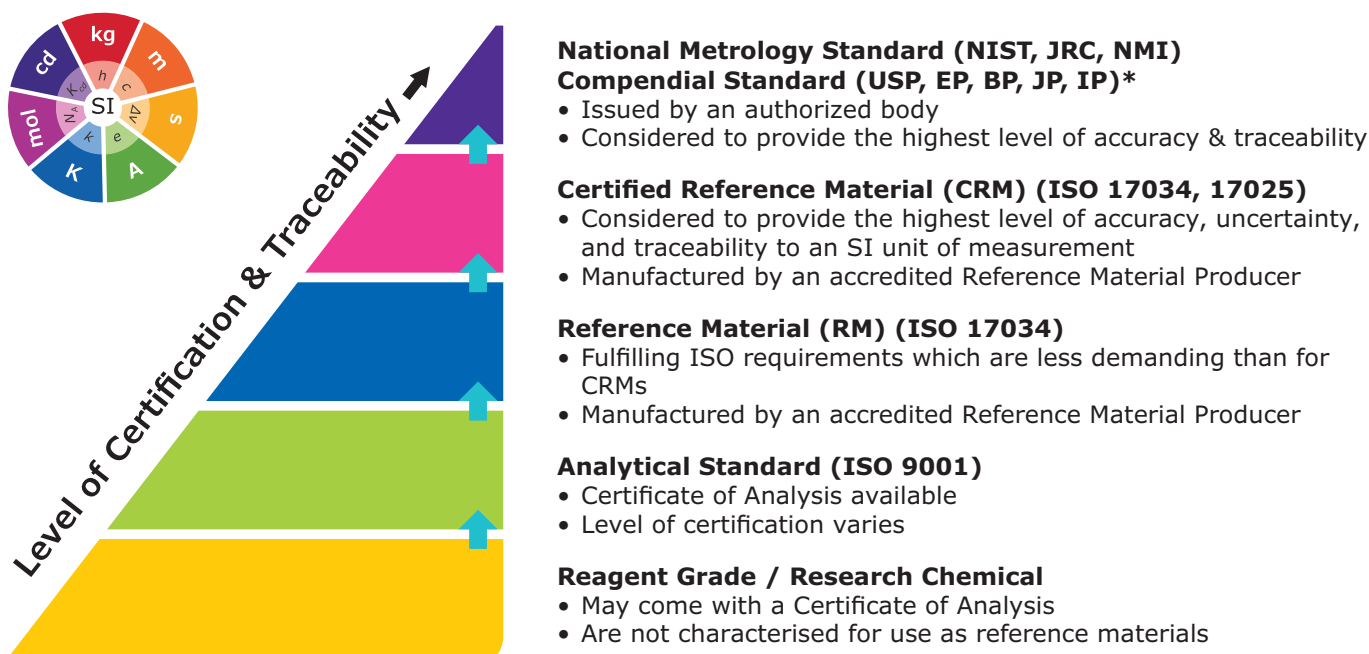 kg
m
s
A
K
mol
cd
h
c
Δν
e
k
N_A
K_cd
SI
Level of Certification & Traceability
National Metrology Standard (NIST, JRC, NMI)
Compendial Standard (USP, EP, BP, JP, IP)*
• Issued by an authorized body
• Considered to provide the highest level of accuracy & traceability
Certified Reference Material (CRM) (ISO 17034, 17025)
• Considered to provide the highest level of accuracy, uncertainty,
and traceability to an SI unit of measurement
• Manufactured by an accredited Reference Material Producer
Reference Material (RM) (ISO 17034)
• Fulfilling ISO requirements which are less demanding than for
CRMs
• Manufactured by an accredited Reference Material Producer
Analytical Standard (ISO 9001)
• Certificate of Analysis available
• Level of certification varies
Reagent Grade / Research Chemical
• May come with a Certificate of Analysis
• Are not characterised for use as reference materials